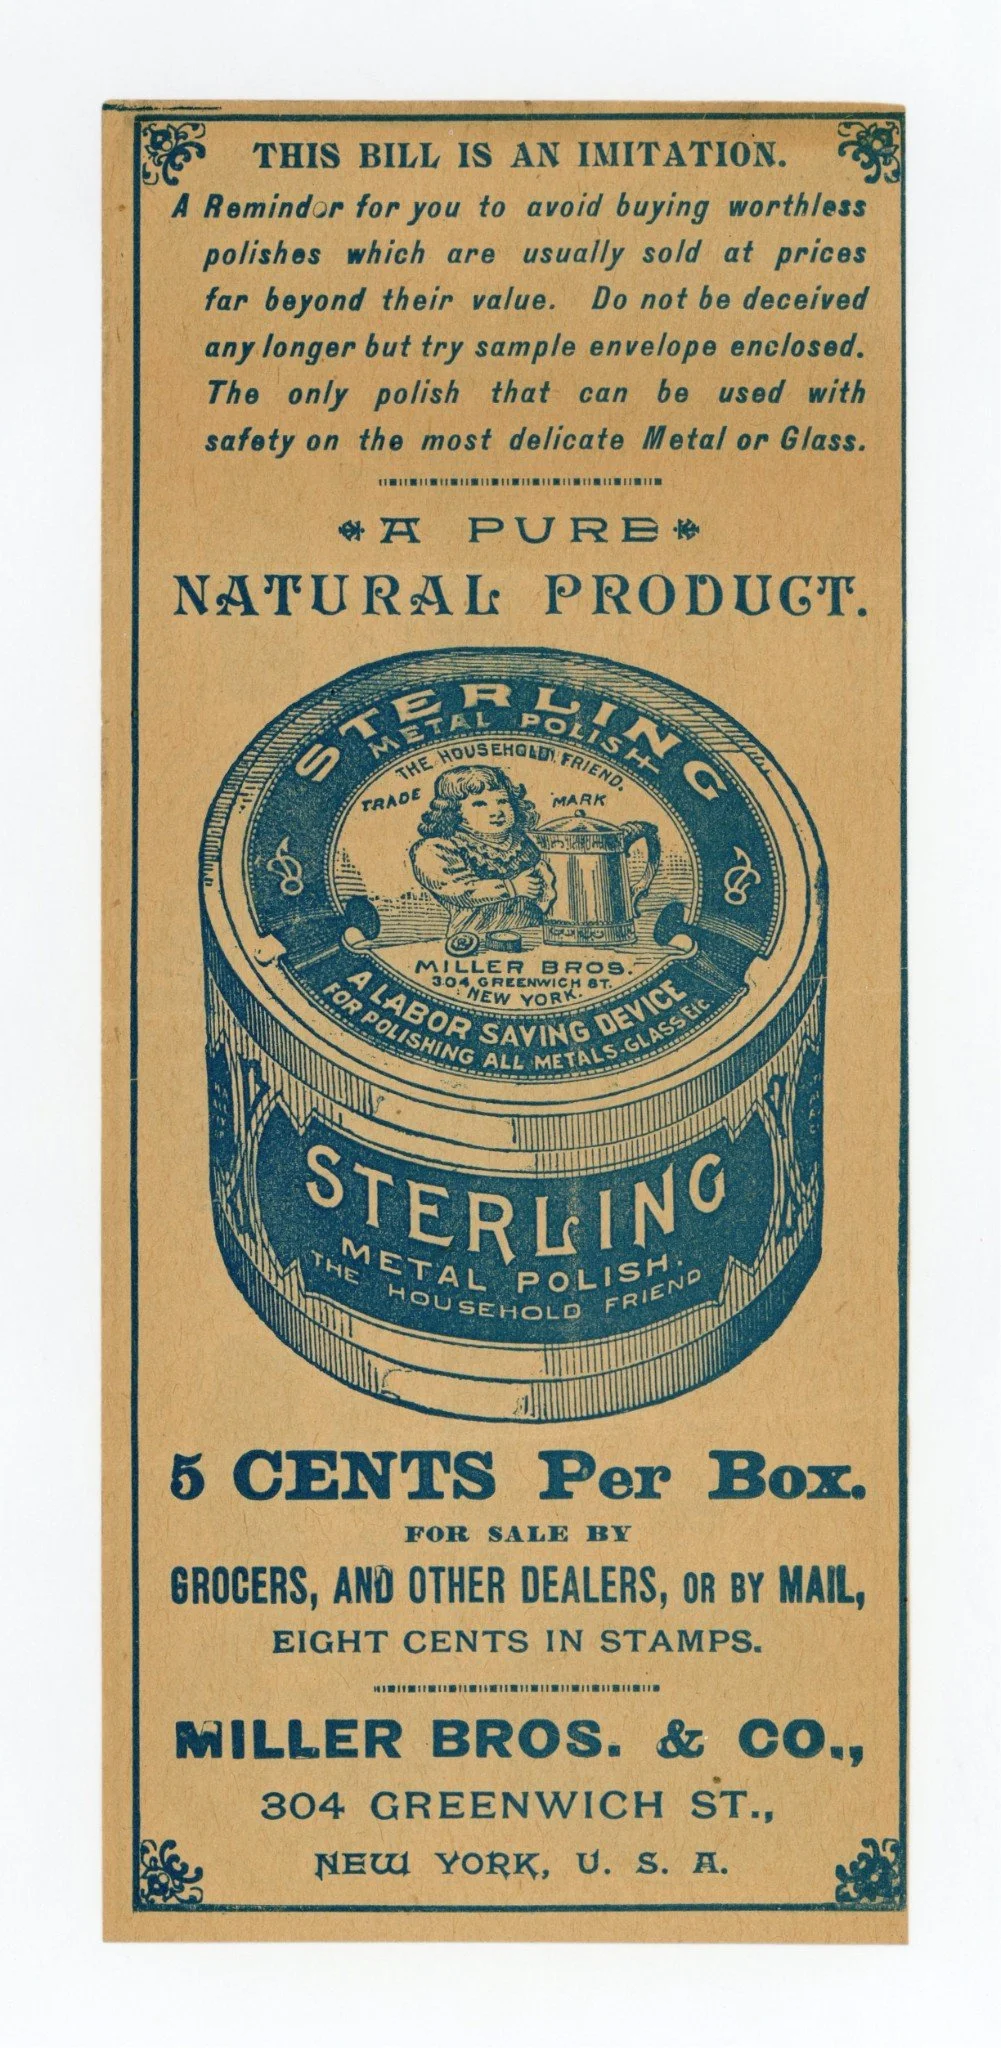 THIS BILL IS AN IMITATION.
A Reminder for you to avoid buying worthless
polishes which are usually sold at prices
far beyond their value. Do not be deceived
any longer but try sample envelope enclosed.
The only polish that can be used with
safety on the most delicate Metal or Glass.
A PURE
NATURAL PRODUCT.
STERLING
METAL POLISH
THE HOUSEHOLD FRIEND.
TRADE MARK
MILLER BROS.
304 GREENWICH ST.
NEW YORK.
A LABOR SAVING DEVICE
FOR POLISHING ALL METALS-GLASS ETC
STERLING
METAL POLISH.
THE HOUSEHOLD FRIEND
5 CENTS Per Box.
FOR SALE BY
GROCERS, AND OTHER DEALERS, OR BY MAIL,
EIGHT CENTS IN STAMPS.
MILLER BROS. & CO.,
304 GREENWICH ST.,
NEW YORK, U. S. A.